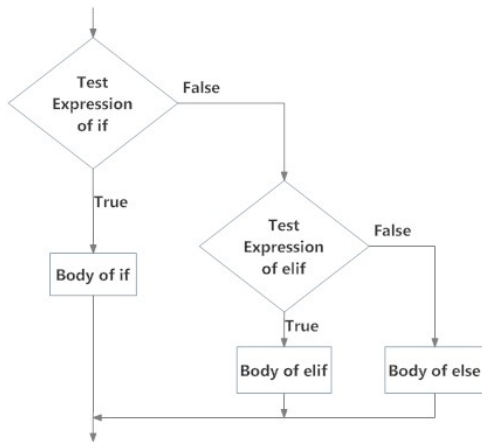 Test
Expression
of if
False
True
Body of if
Test
Expression
of elif
False
True
Body of elif
Body of else